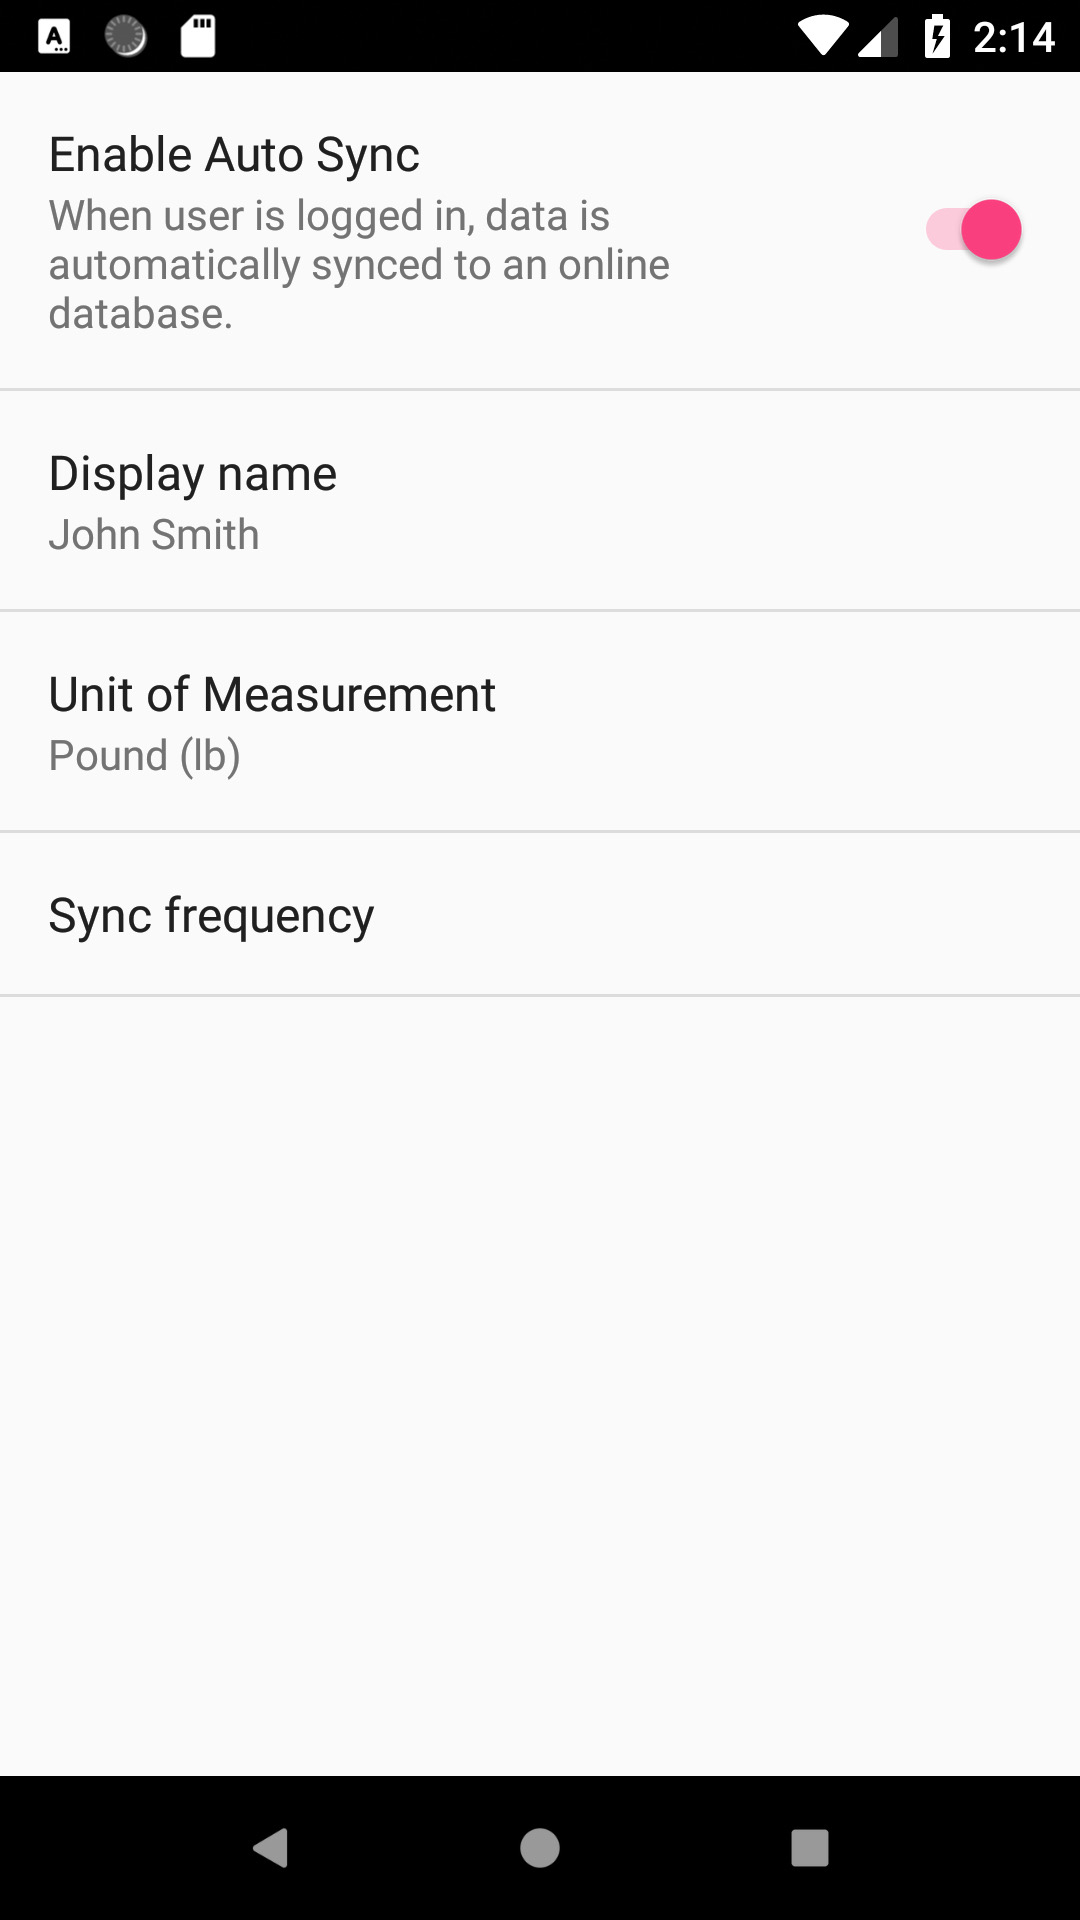 2:14
Enable Auto Sync
When user is logged in, data is
automatically synced to an online
database.
Display name
John Smith
Unit of Measurement
Pound (lb)
Sync frequency